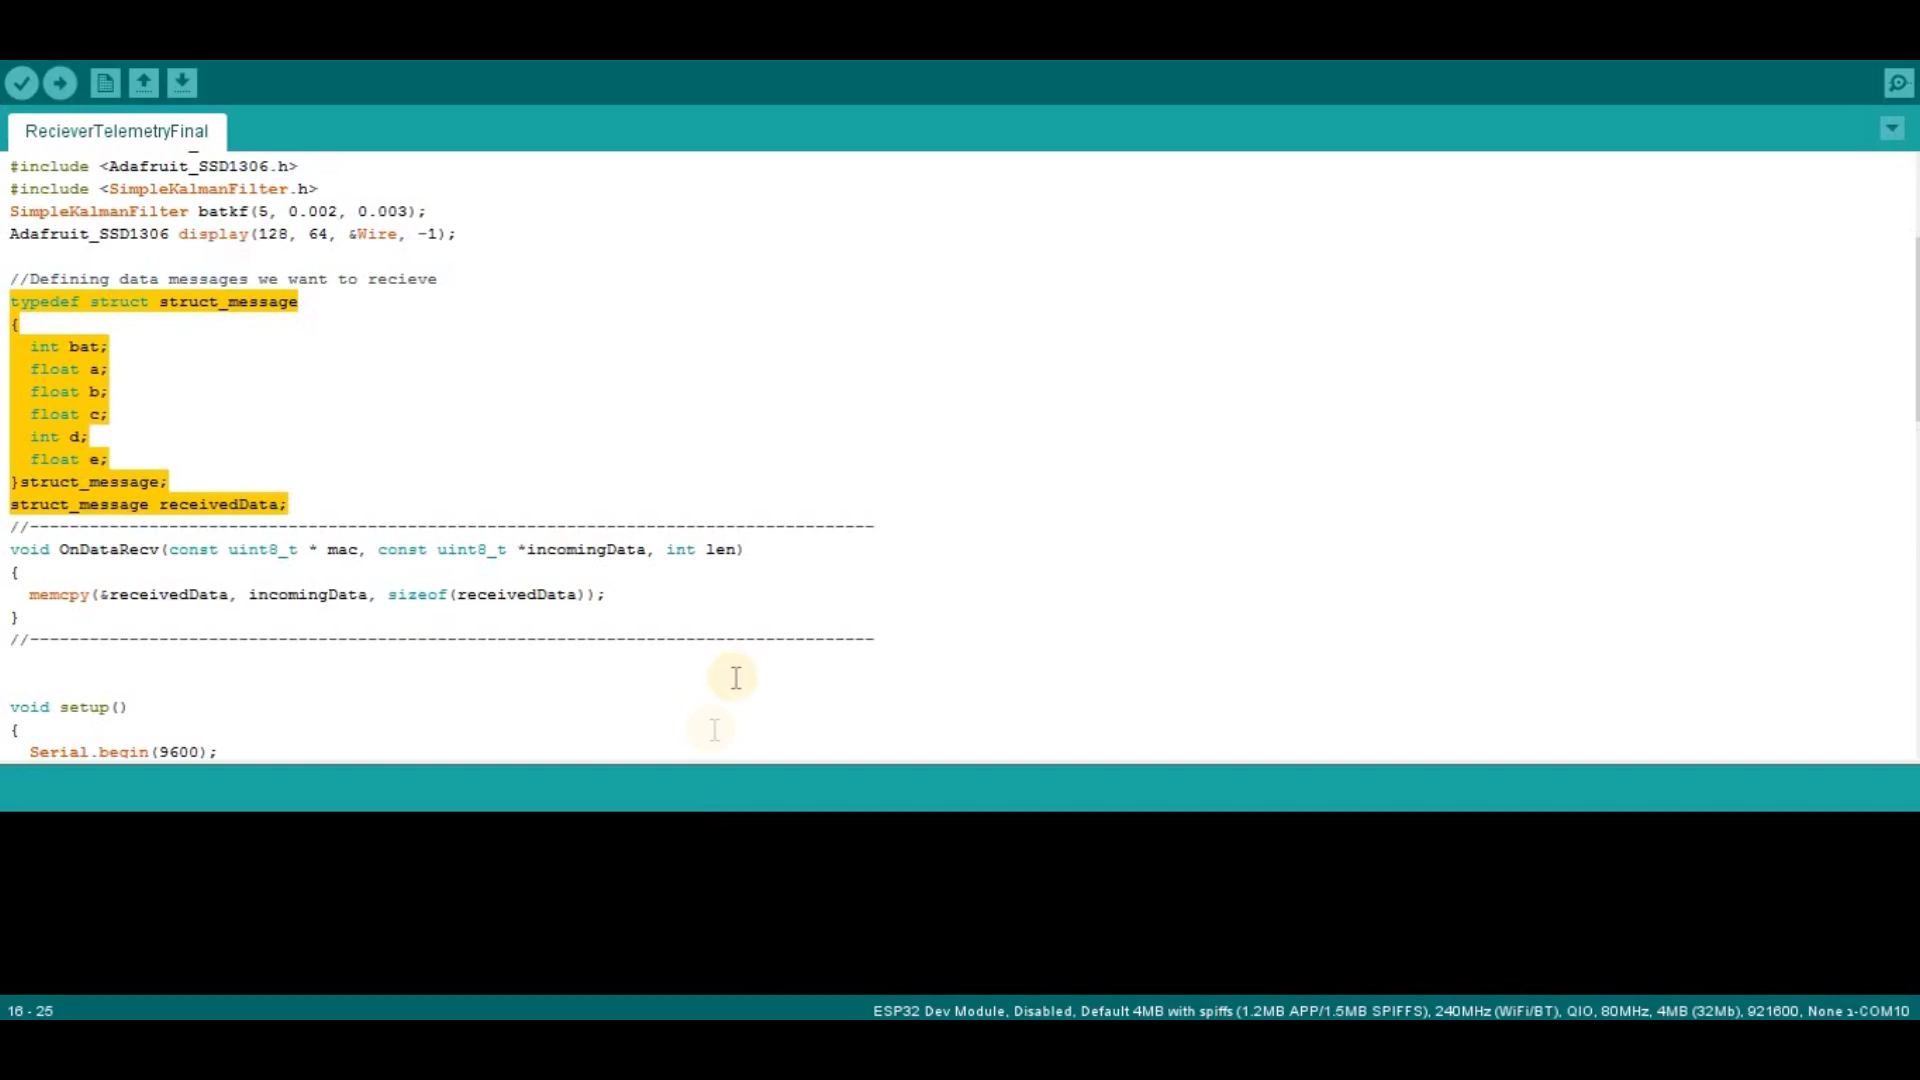 RecieverTelemetryFinal
#include <Adafruit_SSD1306.h>
#include <SimpleKalmanFilter.h>
SimpleKalmanFilter batkf(5, 0.002, 0.003);
Adafruit_SSD1306 display(128, 64, &Wire, -1);
//Defining data messages we want to recieve
typedef struct struct_message
{
int bat;
float a;
float b;
float c;
int d;
float e;
}struct_message;
struct_message receivedData;
//-------------------------------------------------------------------------------------
void OnDataRecv(const uint8_t * mac, const uint8_t *incomingData, int len)
{
memcpy(&receivedData, incomingData, sizeof(receivedData));
}
//-------------------------------------------------------------------------------------
void setup()
{
Serial.begin(9600);
16 - 25
ESP32 Dev Module, Disabled, Default 4MB with spiffs (1.2MB APP/1.5MB SPIFFS), 240MHz (WiFi/BT), QIO, 80MHz, 4MB (32Mb), 921600, None ב-COM10